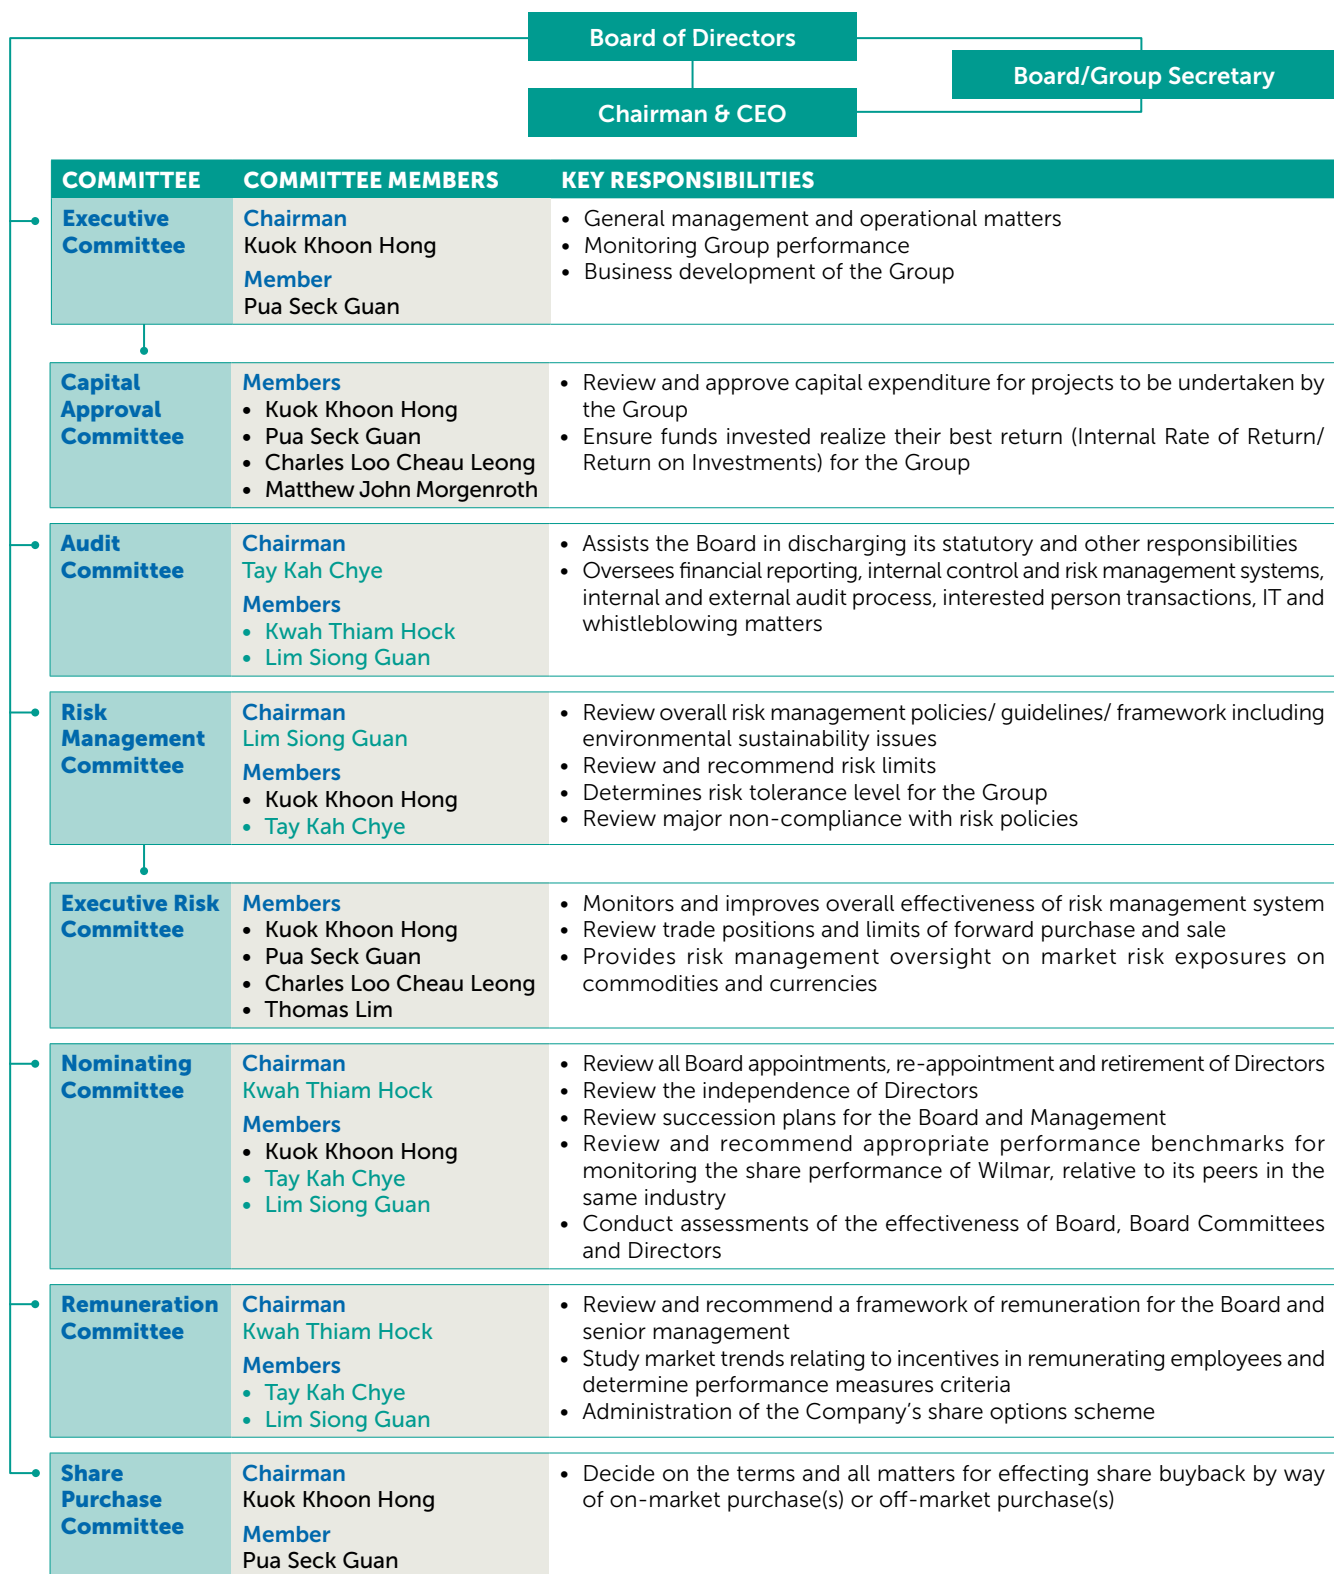 Board of Directors
Board/Group Secretary
Chairman & CEO
COMMITTEE COMMITTEE MEMBERS KEY RESPONSIBILITIES
Executive
Committee
Chairman
Kuok Khoon Hong
Member
Pua Seck Guan
• General management and operational matters
• Monitoring Group performance
• Business development of the Group
Capital
Approval
Committee
Members
• Kuok Khoon Hong
• Pua Seck Guan
• Charles Loo Cheau Leong
• Matthew John Morgenroth
• Review and approve capital expenditure for projects to be undertaken by
the Group
• Ensure funds invested realize their best return (Internal Rate of Return/
Return on Investments) for the Group
Audit
Committee
Chairman
Tay Kah Chye
Members
• Kwah Thiam Hock
• Lim Siong Guan
• Assists the Board in discharging its statutory and other responsibilities
• Oversees financial reporting, internal control and risk management systems,
internal and external audit process, interested person transactions, IT and
whistleblowing matters
Risk
Management
Committee
Chairman
Lim Siong Guan
Members
• Kuok Khoon Hong
• Tay Kah Chye
• Review overall risk management policies/ guidelines/ framework including
environmental sustainability issues
• Review and recommend risk limits
• Determines risk tolerance level for the Group
• Review major non-compliance with risk policies
Executive Risk
Committee
Members
• Kuok Khoon Hong
• Pua Seck Guan
• Charles Loo Cheau Leong
• Thomas Lim
• Monitors and improves overall effectiveness of risk management system
• Review trade positions and limits of forward purchase and sale
• Provides risk management oversight on market risk exposures on
commodities and currencies
Nominating
Committee
Chairman
Kwah Thiam Hock
Members
• Kuok Khoon Hong
• Tay Kah Chye
• Lim Siong Guan
• Review all Board appointments, re-appointment and retirement of Directors
• Review the independence of Directors
• Review succession plans for the Board and Management
• Review and recommend appropriate performance benchmarks for
monitoring the share performance of Wilmar, relative to its peers in the
same industry
• Conduct assessments of the effectiveness of Board, Board Committees
and Directors
Remuneration
Committee
Chairman
Kwah Thiam Hock
Members
• Tay Kah Chye
• Lim Siong Guan
• Review and recommend a framework of remuneration for the Board and
senior management
• Study market trends relating to incentives in remunerating employees and
determine performance measures criteria
• Administration of the Company’s share options scheme
Share
Purchase
Committee
Chairman
Kuok Khoon Hong
Member
Pua Seck Guan
• Decide on the terms and all matters for effecting share buyback by way
of on-market purchase(s) or off-market purchase(s)